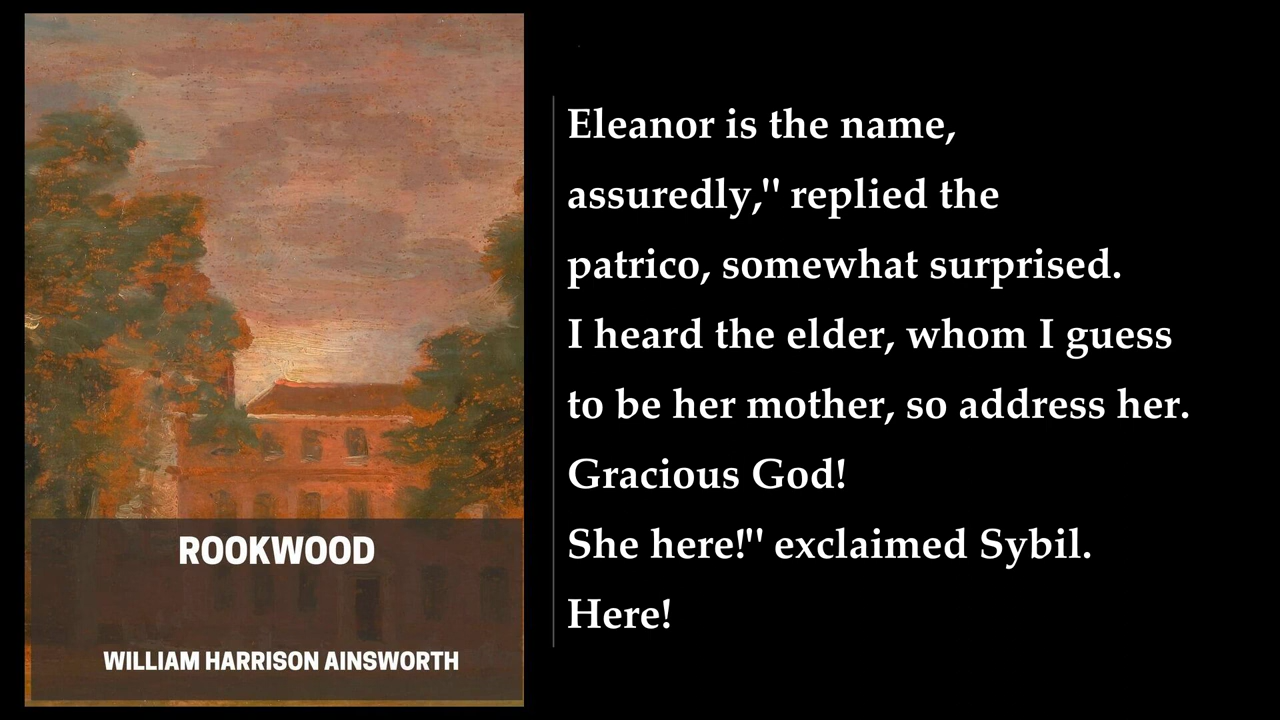 ROOKWOOD
WILLIAM HARRISON AINSWORTH
Eleanor is the name,
assuredly," replied the
patrico, somewhat surprised.
I heard the elder, whom I guess
to be her mother, so address her.
Gracious God!
She here!" exclaimed Sybil.
Here!